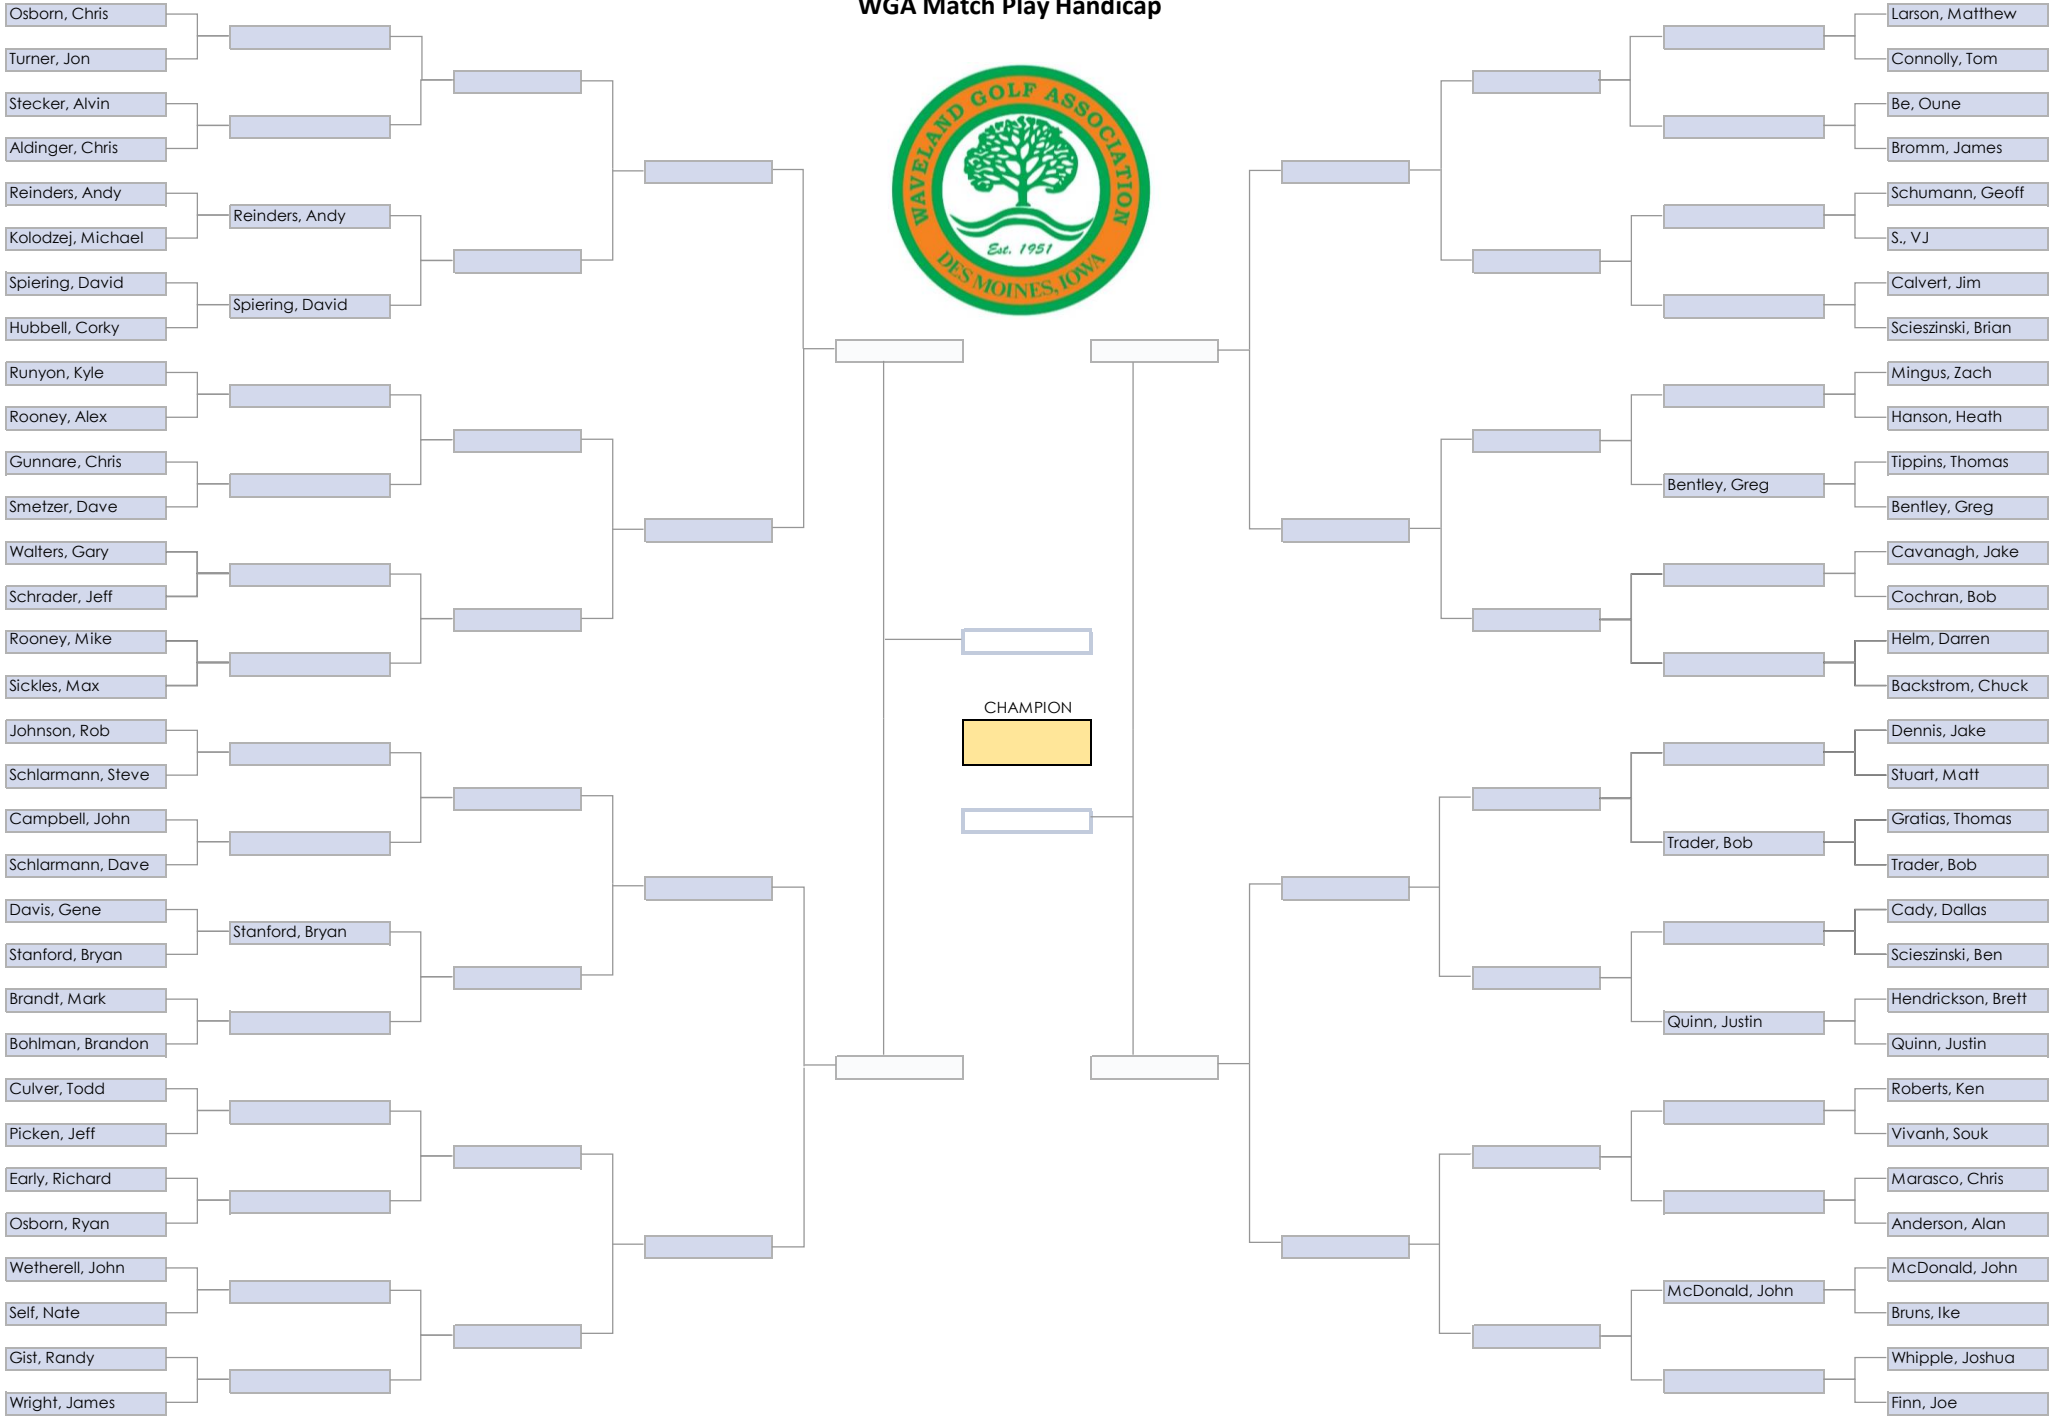 WGA Match Play Handicap
WAVELAND GOLF ASSOCIATION
Est. 1951
DES MOINES, IOWA
Osborn, Chris
Turner, Jon
Stecker, Alvin
Aldinger, Chris
Reinders, Andy
Kolodzej, Michael
Spiering, David
Hubbell, Corky
Runyon, Kyle
Rooney, Alex
Gunnare, Chris
Smetzer, Dave
Walters, Gary
Schrader, Jeff
Rooney, Mike
Sickles, Max
Johnson, Rob
Schlarmann, Steve
Campbell, John
Schlarmann, Dave
Davis, Gene
Stanford, Bryan
Brandt, Mark
Bohlman, Brandon
Culver, Todd
Picken, Jeff
Early, Richard
Osborn, Ryan
Wetherell, John
Self, Nate
Gist, Randy
Wright, James
Reinders, Andy
Spiering, David
Stanford, Bryan
CHAMPION
Bentley, Greg
Trader, Bob
Quinn, Justin
McDonald, John
Larson, Matthew
Connolly, Tom
Be, Oune
Bromm, James
Schumann, Geoff
S., VJ
Calvert, Jim
Scieszinski, Brian
Mingus, Zach
Hanson, Heath
Tippins, Thomas
Bentley, Greg
Cavanagh, Jake
Cochran, Bob
Helm, Darren
Backstrom, Chuck
Dennis, Jake
Stuart, Matt
Gratias, Thomas
Trader, Bob
Cady, Dallas
Scieszinski, Ben
Hendrickson, Brett
Quinn, Justin
Roberts, Ken
Vivanh, Souk
Marasco, Chris
Anderson, Alan
McDonald, John
Bruns, Ike
Whipple, Joshua
Finn, Joe